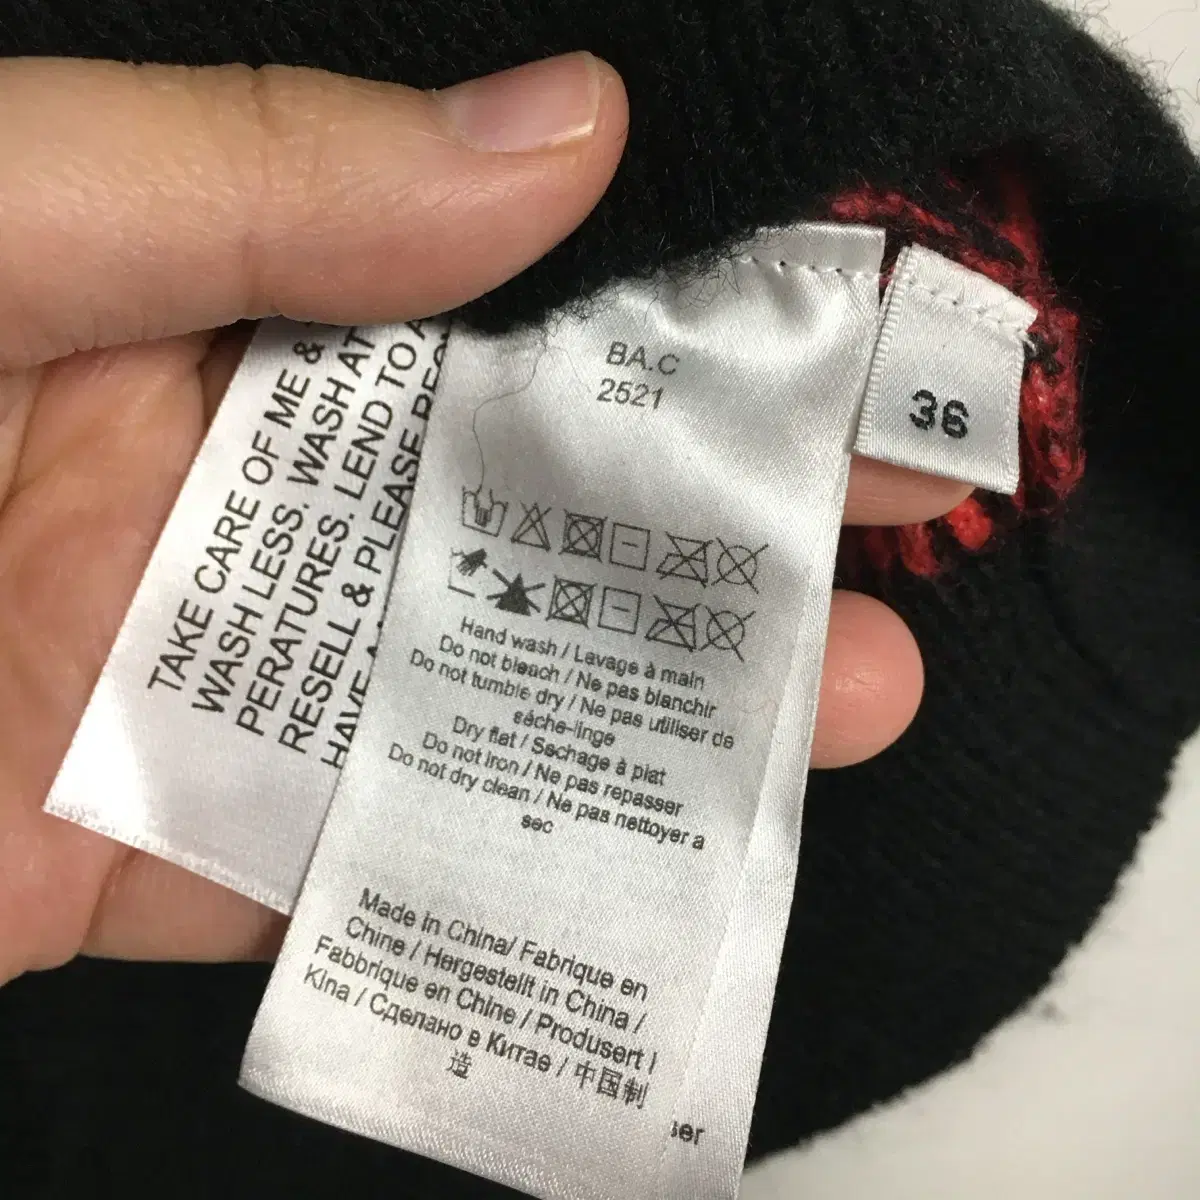 TAKE CARE OF ME &
WASH LESS. WASH AT
PERATURES. LEND TO A
RESELL & PLEASE
HAVE
BA.C
2521
36
Hand wash / Lavage à main
Do not bleach / Ne pas blanchir
Do not tumble dry / Ne pas utiliser de
sèche-linge
Dry flat / Sechage à plat
Do not iron / Ne pas repasser
Do not dry clean / Ne pas nettoyer a
sec
Made in China/ Fabrique en
Chine / Hergestellt in China /
Fabbrique en Chine / Produsert I
Kina / Сделано в Китае / 中国制
造